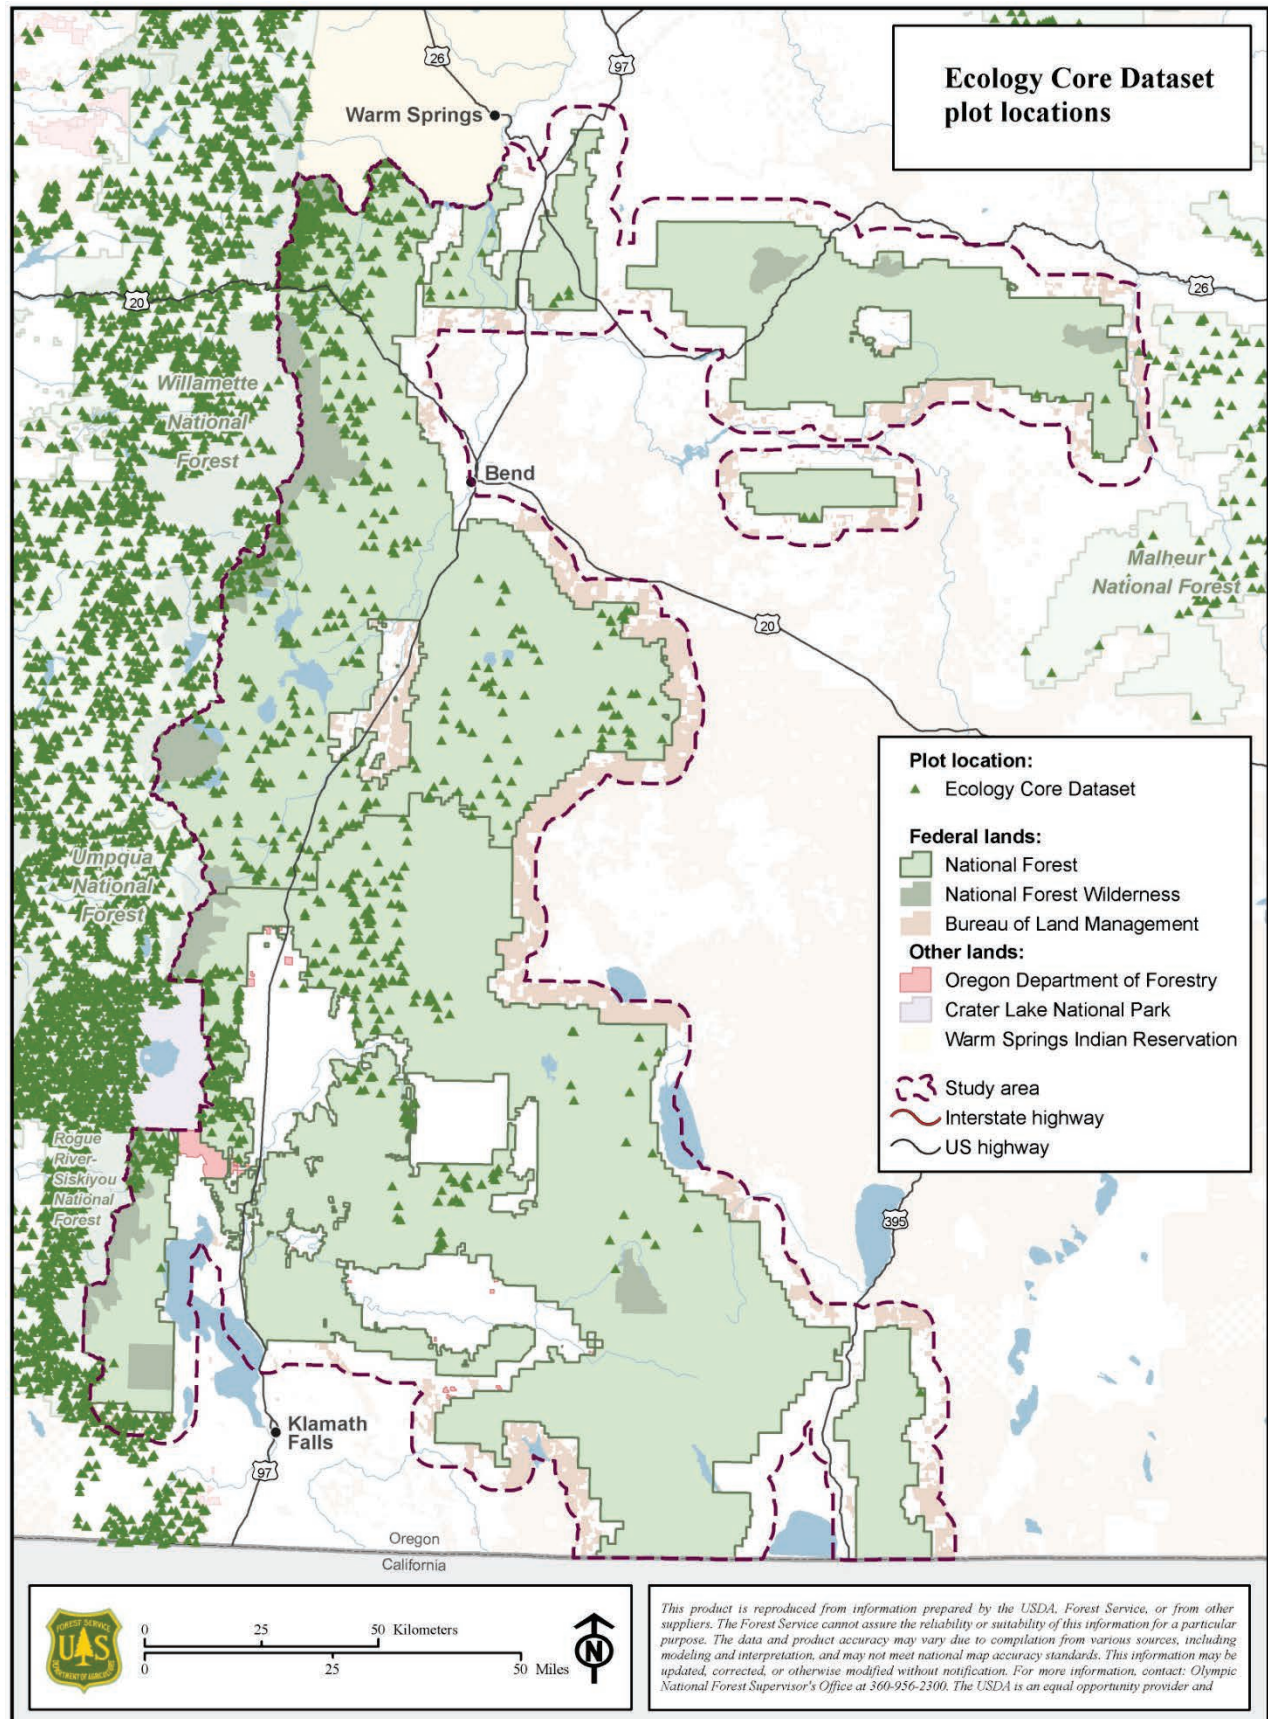 Ecology Core Dataset
plot locations
26
97
Warm Springs
20
26
Willamette
National
Forest
Bend
Malheur
National Forest
20
Plot location:
Ecology Core Dataset
Federal lands:
National Forest
National Forest Wilderness
Bureau of Land Management
Other lands:
Oregon Department of Forestry
Crater Lake National Park
Warm Springs Indian Reservation
Study area
Interstate highway
US highway
Umpqua
National
Forest
Rogue
River-
Siskiyou
National
Forest
395
Klamath
Falls
97
Oregon
California
FOREST SERVICE
US
DEPARTMENT OF AGRICULTURE
0 25 50 Kilometers
0 25 50 Miles
N
This product is reproduced from information prepared by the USDA, Forest Service, or from other
suppliers. The Forest Service cannot assure the reliability or suitability of this information for a particular
purpose. The data and product accuracy may vary due to compilation from various sources, including
modeling and interpretation, and may not meet national map accuracy standards. This information may be
updated, corrected, or otherwise modified without notification. For more information, contact: Olympic
National Forest Supervisor's Office at 360-956-2300. The USDA is an equal opportunity provider and